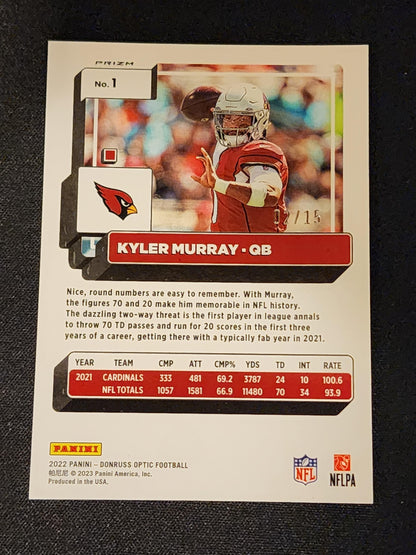 PRIZM
No. 1
02/15
KYLER MURRAY • QB
Nice, round numbers are easy to remember. With Murray,
the figures 70 and 20 make him memorable in NFL history.
The dazzling two-way threat is the first player in league annals
to throw 70 TD passes and run for 20 scores in the first three
years of a career, getting there with a typically fab year in 2021.
YEAR TEAM CMP ATT CMP% YDS TD INT RATE
2021 CARDINALS 333 481 69.2 3787 24 10 100.6
NFL TOTALS 1057 1581 66.9 11480 70 34 93.9
PANINI
2022 PANINI – DONRUSS OPTIC FOOTBALL
帕尼尼 © 2023 Panini America, Inc.
Produced in the USA.
NFL
NFLPA